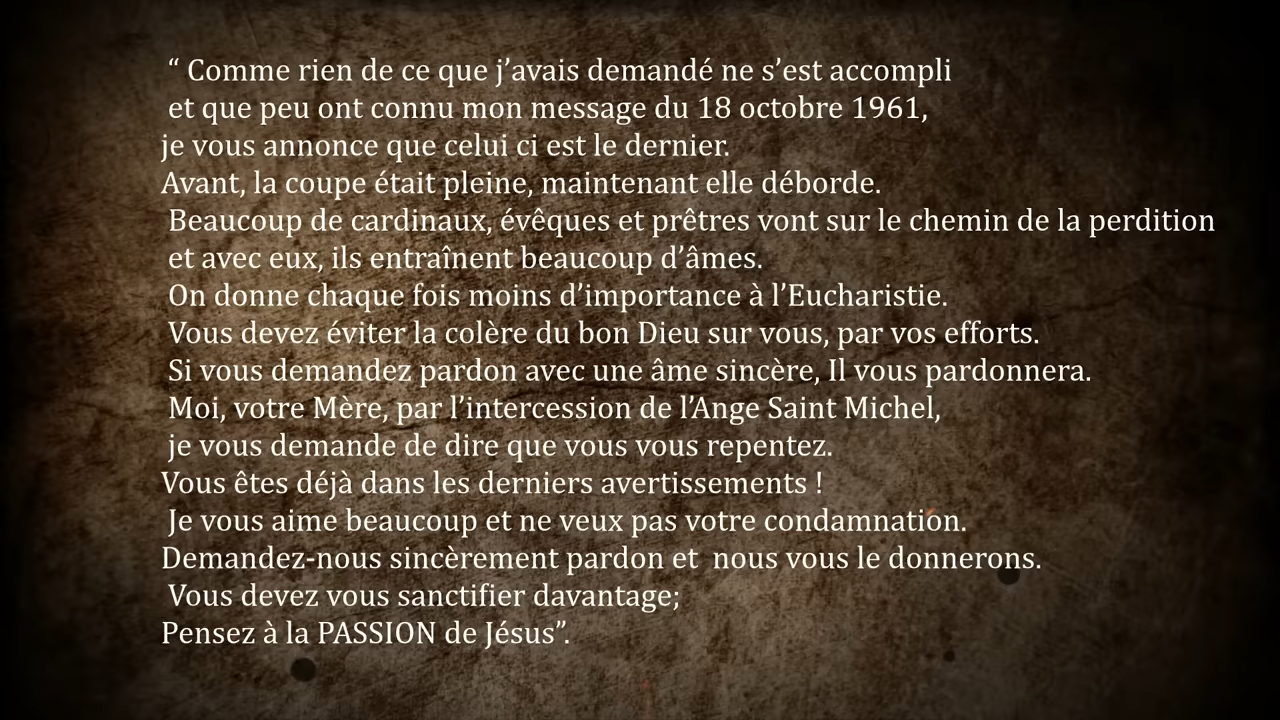 “ Comme rien de ce que j’avais demandé ne s’est accompli
et que peu ont connu mon message du 18 octobre 1961,
je vous annonce que celui ci est le dernier.
Avant, la coupe était pleine, maintenant elle déborde.
Beaucoup de cardinaux, évêques et prêtres vont sur le chemin de la perdition
et avec eux, ils entraînent beaucoup d’âmes.
On donne chaque fois moins d’importance à l’Eucharistie.
Vous devez éviter la colère du bon Dieu sur vous, par vos efforts.
Si vous demandez pardon avec une âme sincère, Il vous pardonnera.
Moi, votre Mère, par l’intercession de l’Ange Saint Michel,
je vous demande de dire que vous vous repentez.
Vous êtes déjà dans les derniers avertissements !
Je vous aime beaucoup et ne veux pas votre condamnation.
Demandez-nous sincèrement pardon et  nous vous le donnerons.
Vous devez vous sanctifier davantage;
Pensez à la PASSION de Jésus”.